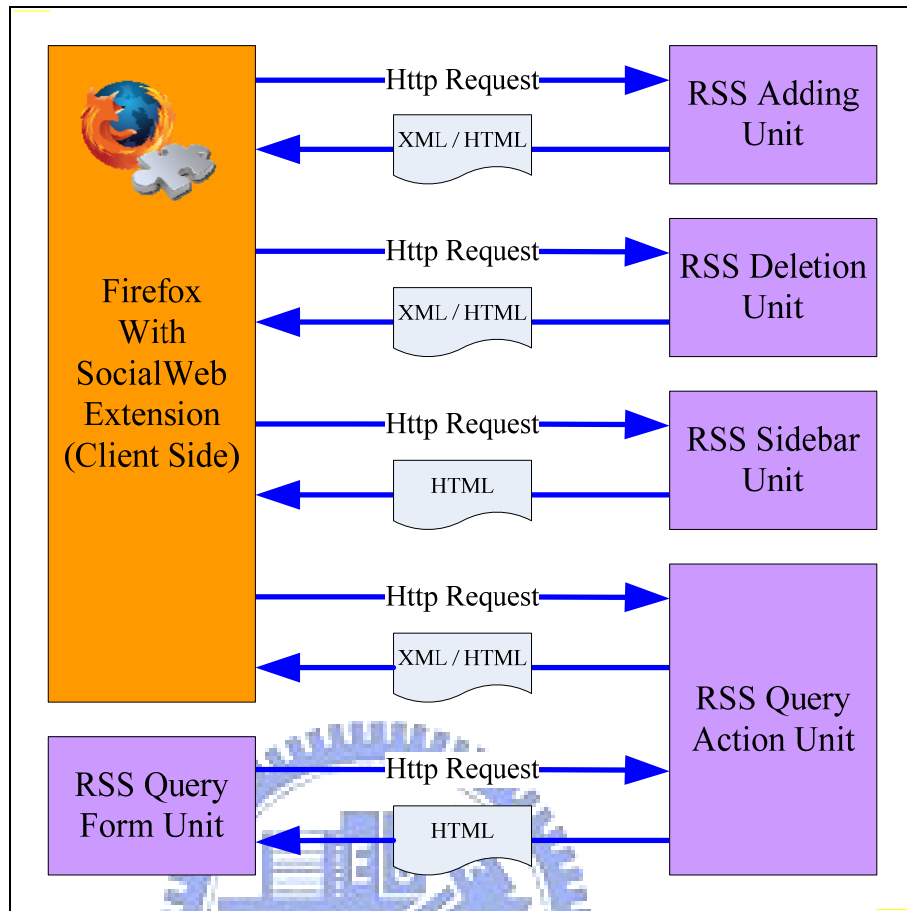 Http Request
RSS Adding
Unit
XML / HTML
Firefox
With
SocialWeb
Extension
(Client Side)
Http Request
RSS Deletion
Unit
XML / HTML
Http Request
RSS Sidebar
Unit
HTML
Http Request
XML / HTML
RSS Query
Action Unit
RSS Query
Form Unit
Http Request
HTML